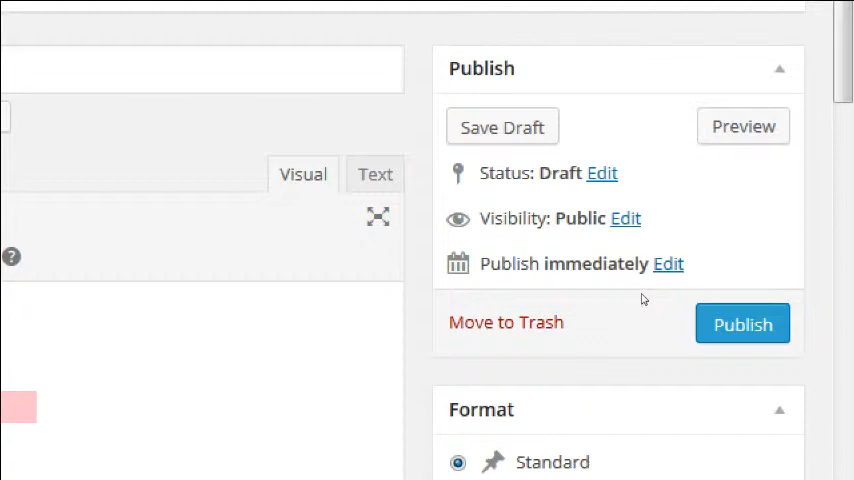 Publish
Save Draft Preview
Visual Text
Status: Draft Edit
Visibility: Public Edit
?
Publish immediately Edit
Move to Trash Publish
Format
Standard